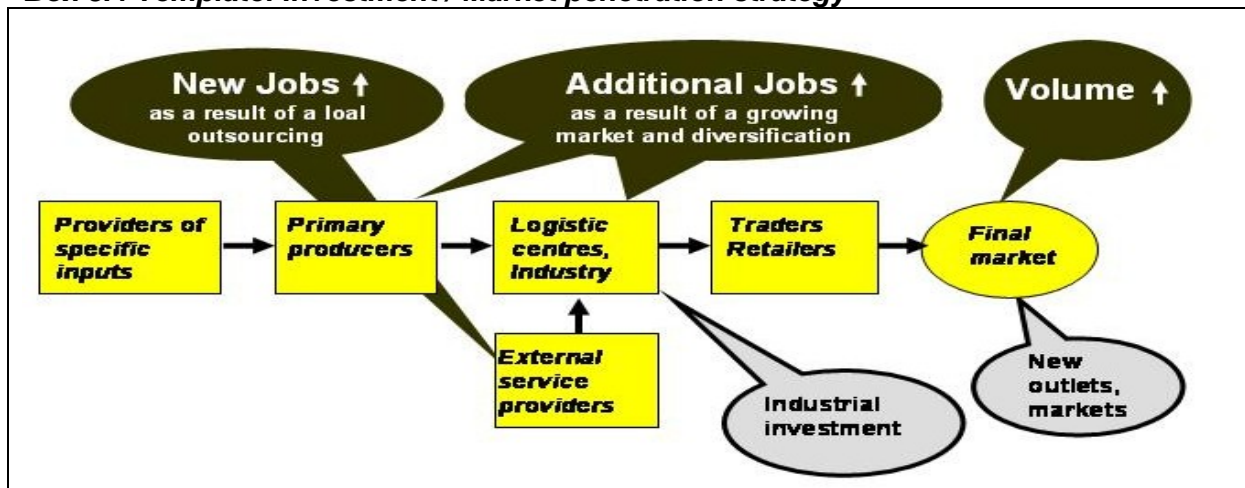 New Jobs ↑
as a result of a loal
outsourcing
Additional Jobs ↑
as a result of a growing
market and diversification
Volume ↑
Providers of
specific
inputs
Primary
producers
Logistic
centres,
Industry
Traders
Retailers
Final
market
External
service
providers
Industrial
investment
New
outlets,
markets